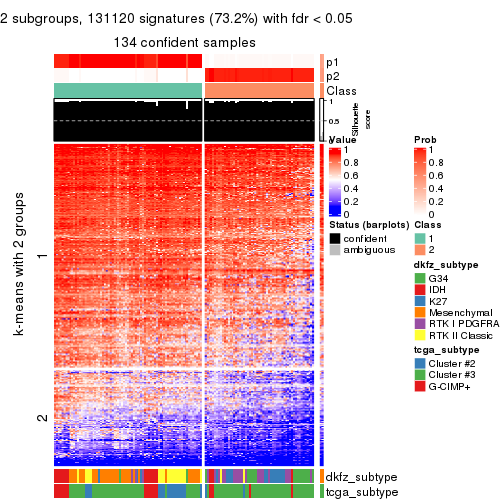 2 subgroups, 131120 signatures (73.2%) with fdr < 0.05
134 confident samples
p1
p2
Class
1
0.5
0
Silhouette
score
k-means with 2 groups
1
2
Value
1
0.8
0.6
0.4
0.2
0
Prob
1
0.8
0.6
0.4
0.2
0
Status (barplots)
confident
ambiguous
Class
1
2
dkfz_subtype
G34
IDH
K27
Mesenchymal
RTK I PDGFRA
RTK II Classic
tcga_subtype
Cluster #2
Cluster #3
G-CIMP+
dkfz_subtype
tcga_subtype